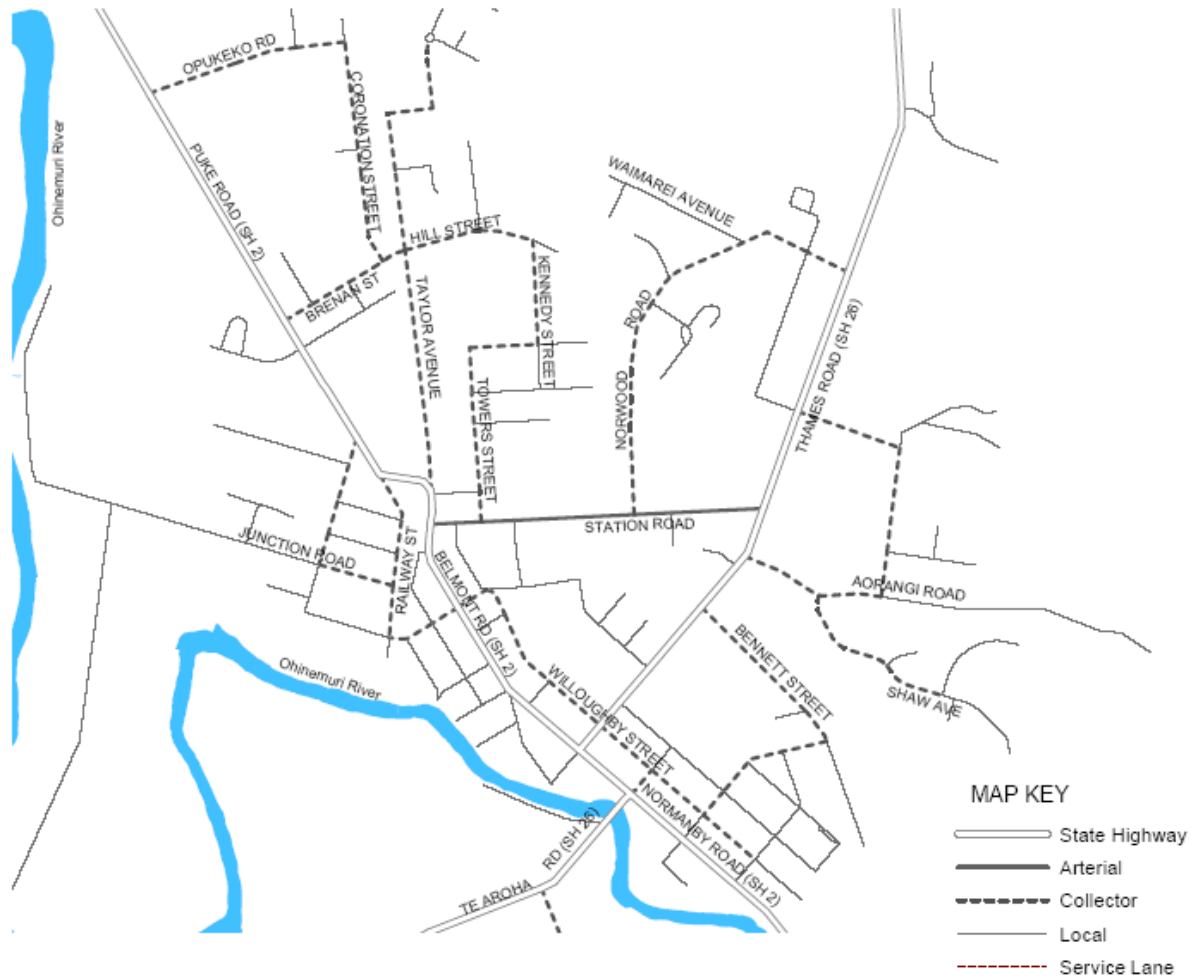 OPUKEKO RD
CORONATION STREET
Ohinemuri River
PUKE ROAD (SH 2)
WAIMAREI AVENUE
HILL STREET
BRENAN ST
TAYLOR AVENUE
KENNEDY STREET
ROAD
NORWOOD
THAMES ROAD (SH 26)
TOWERS STREET
STATION ROAD
JUNCTION ROAD
RAILWAY ST
BELMONT RD (SH 2)
AORANGI ROAD
BENNETT STREET
Ohinemuri River
WILLOUGHBY STREET
SHAW AVE
NORMANBY ROAD (SH 2)
TE AROHA
RD (SH 26)
MAP KEY
State Highway
Arterial
Collector
Local
Service Lane